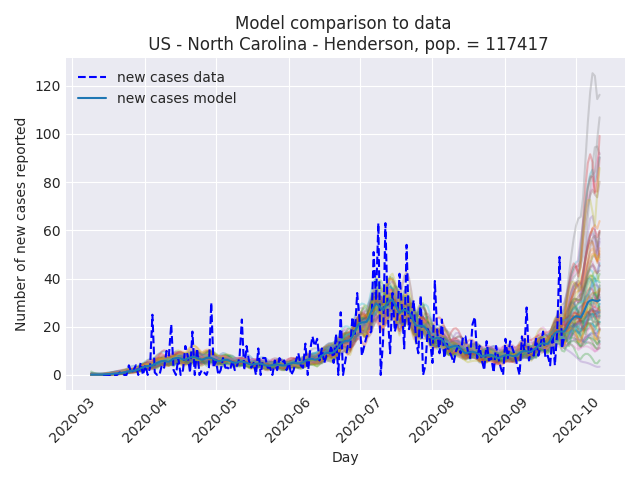 Model comparison to data
US - North Carolina - Henderson, pop. = 117417
new cases data
new cases model
Number of new cases reported
120
100
80
60
40
20
0
2020-03
2020-04
2020-05
2020-06
2020-07
2020-08
2020-09
2020-10
Day